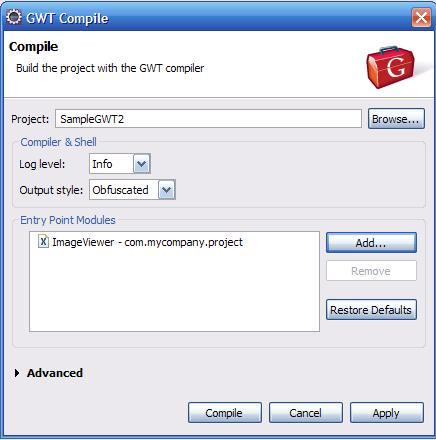 GWT Compile
Compile
Build the project with the GWT compiler
G
Project: SampleGWT2 Browse...
Compiler & Shell
Log level: Info
Output style: Obfuscated
Entry Point Modules
X ImageViewer - com.mycompany.project
Add...
Remove
Restore Defaults
Advanced
Compile Cancel Apply